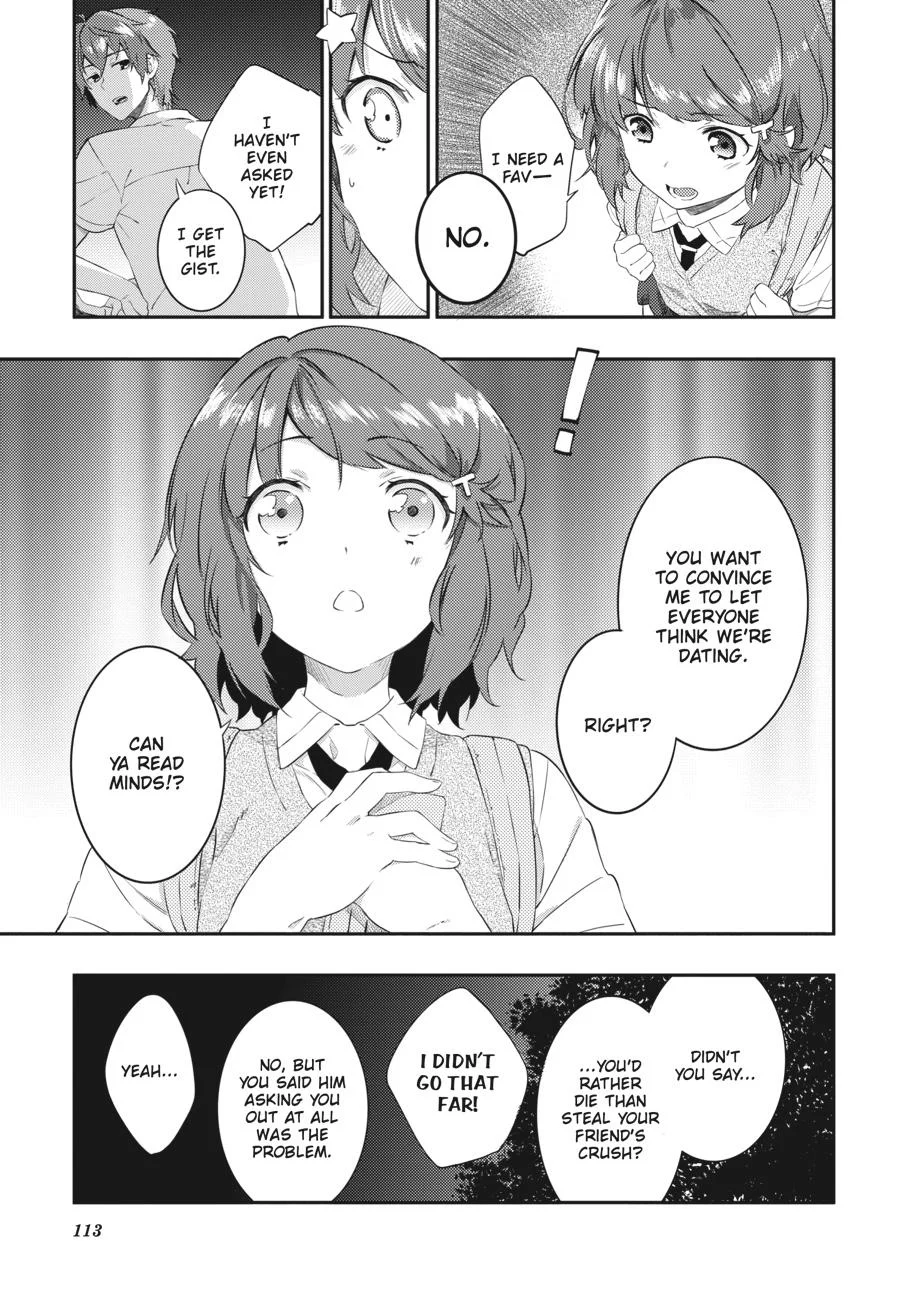 I NEED A
FAV—
NO.
I
HAVEN'T
EVEN
ASKED
YET!
I GET
THE
GIST.
!
YOU WANT
TO CONVINCE
ME TO LET
EVERYONE
THINK WE'RE
DATING.
RIGHT?
CAN
YA READ
MINDS!?
DIDN'T
YOU SAY...
...YOU'D
RATHER
DIE THAN
STEAL YOUR
FRIEND'S
CRUSH?
I DIDN'T
GO THAT
FAR!
NO, BUT
YOU SAID HIM
ASKING YOU
OUT AT ALL
WAS THE
PROBLEM.
YEAH...
113